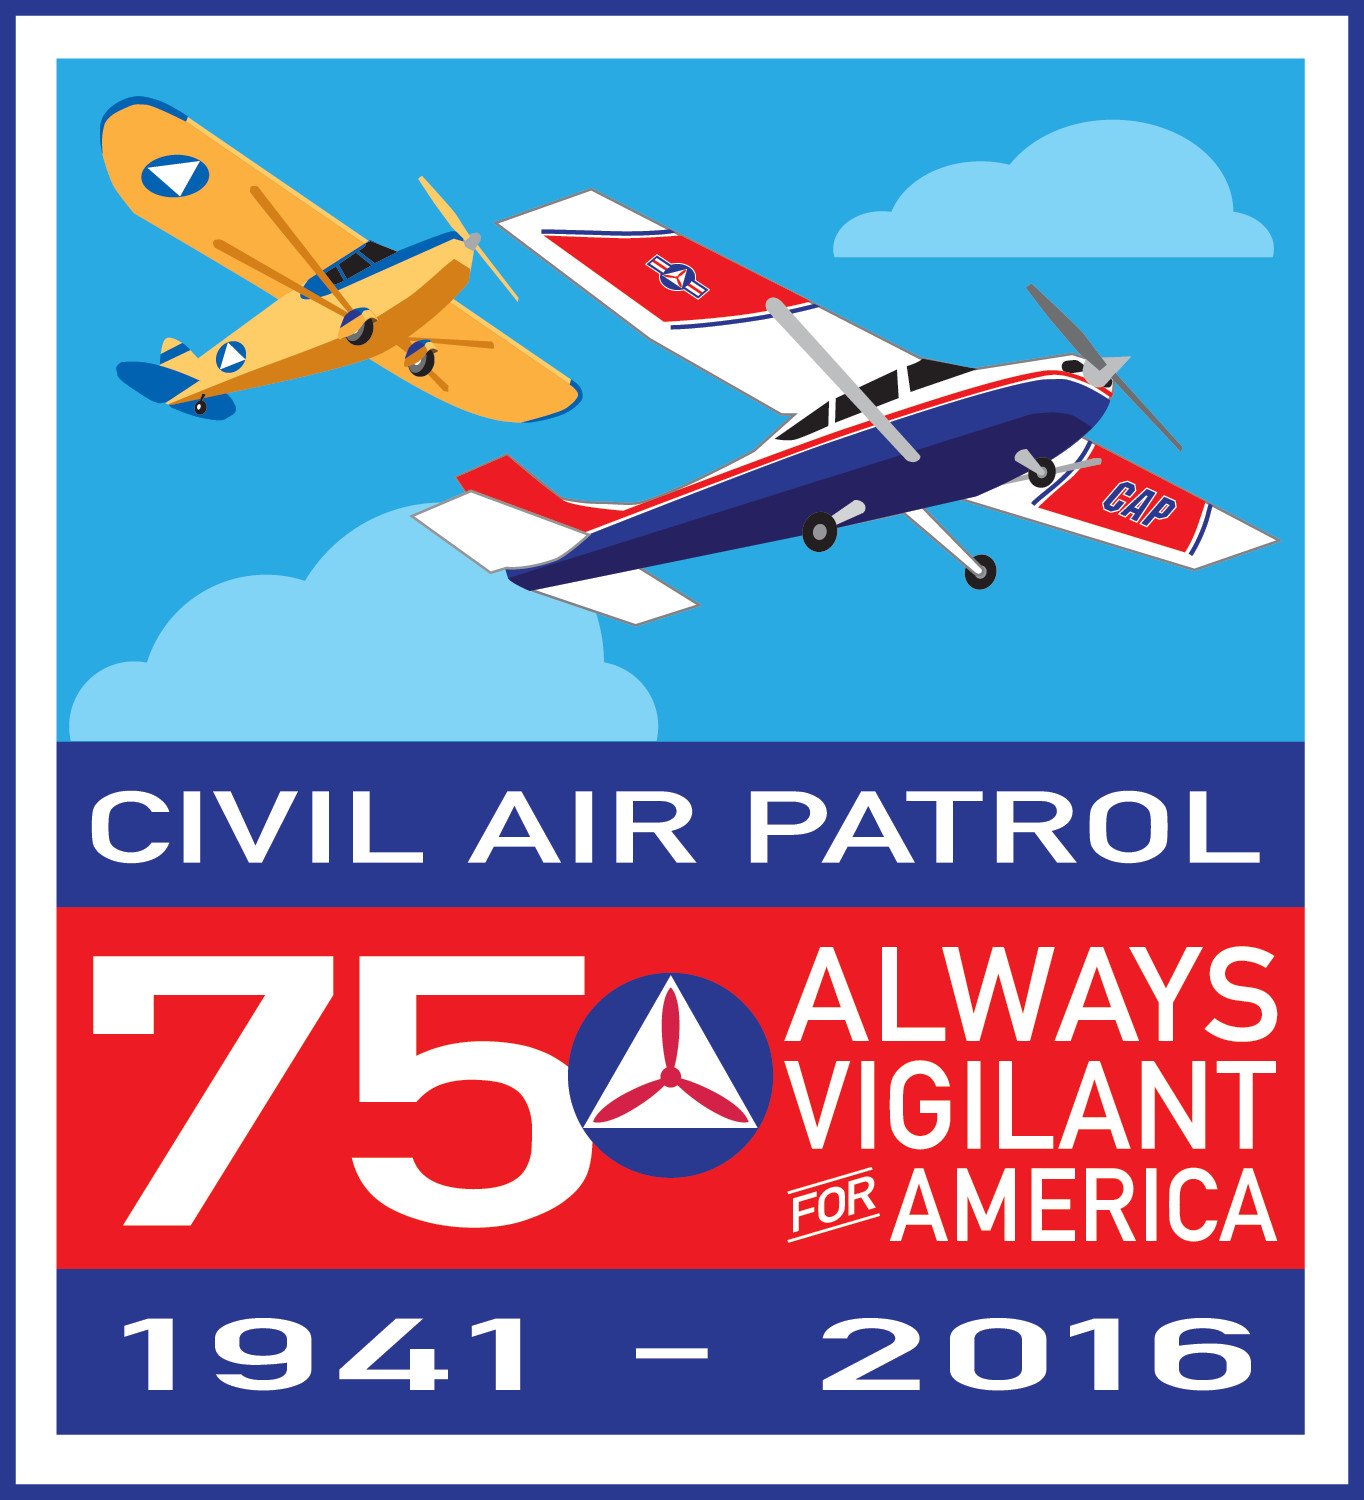 CAP
CIVIL AIR PATROL
75
ALWAYS
VIGILANT
FOR AMERICA
1941 – 2016